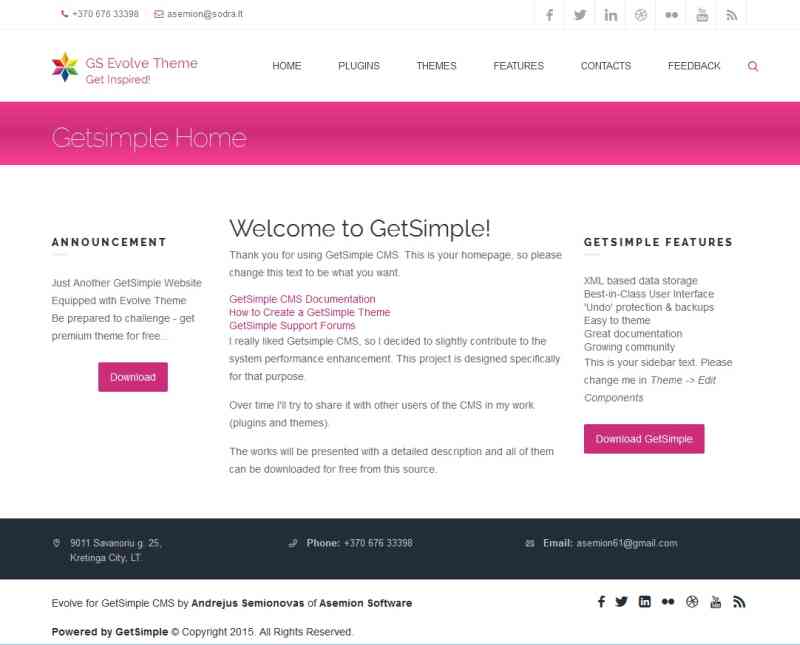 +370 676 33398 asemion@sodra.lt
GS Evolve Theme
Get Inspired!
HOME PLUGINS THEMES FEATURES CONTACTS FEEDBACK
Getsimple Home
ANNOUNCEMENT
Just Another GetSimple Website
Equipped with Evolve Theme
Be prepared to challenge - get
premium theme for free...
Download
Welcome to GetSimple!
Thank you for using GetSimple CMS. This is your homepage, so please
change this text to be what you want.
GetSimple CMS Documentation
How to Create a GetSimple Theme
GetSimple Support Forums
I really liked Getsimple CMS, so I decided to slightly contribute to the
system performance enhancement. This project is designed specifically
for that purpose.
Over time I'll try to share it with other users of the CMS in my work
(plugins and themes).
The works will be presented with a detailed description and all of them
can be downloaded for free from this source.
GETSIMPLE FEATURES
XML based data storage
Best-in-Class User Interface
'Undo' protection & backups
Easy to theme
Great documentation
Growing community
This is your sidebar text. Please
change me in Theme -> Edit
Components
Download GetSimple
9011 Savanoriu g. 25,
Kretinga City, LT.
Phone: +370 676 33398
Email: asemion61@gmail.com
Evolve for GetSimple CMS by Andrejus Semionovas of Asemion Software
Powered by GetSimple © Copyright 2015. All Rights Reserved.